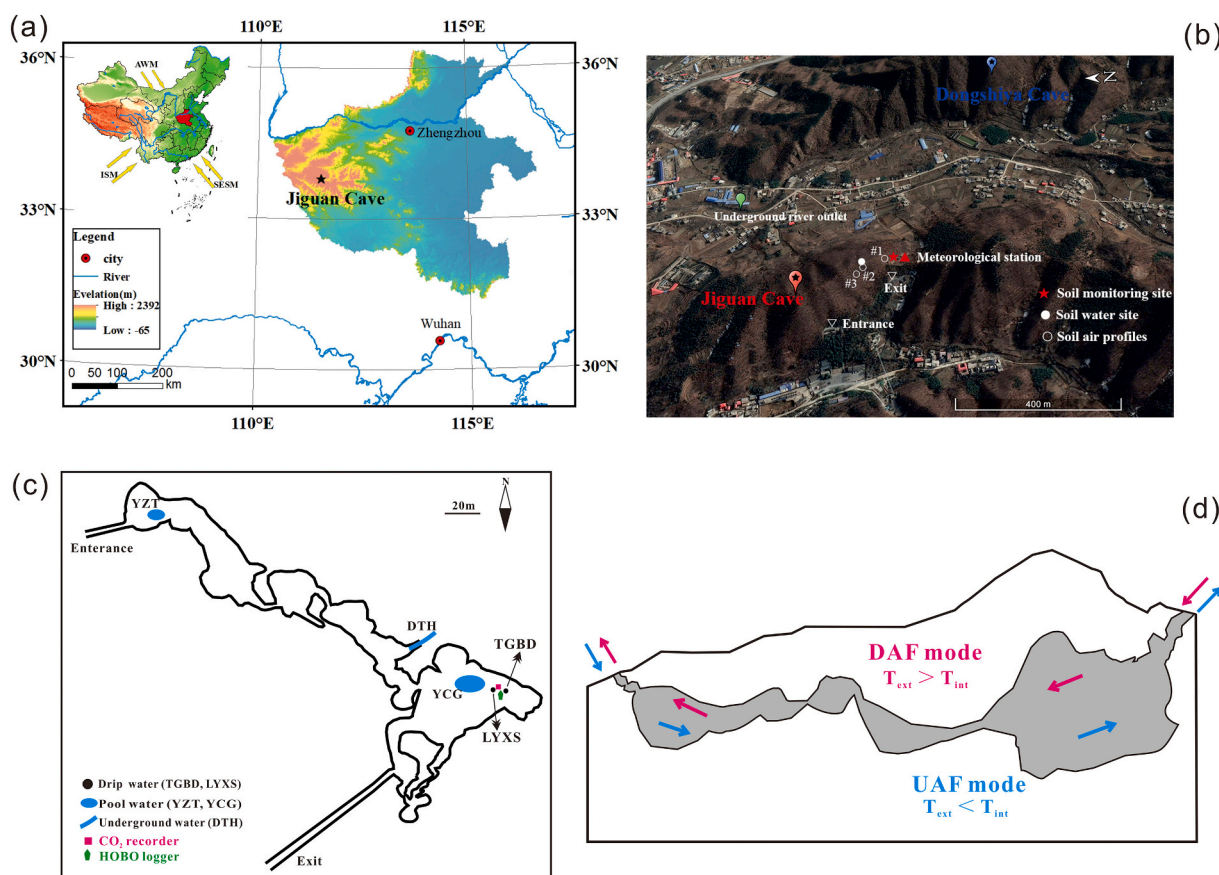 (a)
110°E
115°E
36°N
36°N
AWM
ISM
SESM
Zhengzhou
Jiguan Cave
33°N
33°N
Legend
city
River
Evelation(m)
High : 2392
Low : -65
Wuhan
30°N
30°N
0 50 100 200
km
110°E
115°E
(b)
Dongshiya Cave
N
Underground river outlet
#1
Meteorological station
#2
#3
Exit
Jiguan Cave
Soil monitoring site
Entrance
Soil water site
Soil air profiles
400 m
(c)
YZT
20m
N
Enterance
DTH
TGBD
YCG
LYXS
Drip water (TGBD, LYXS)
Pool water (YZT, YCG)
Underground water (DTH)
CO₂ recorder
HOBO logger
Exit
(d)
DAF mode
T_ext > T_int
UAF mode
T_ext < T_int